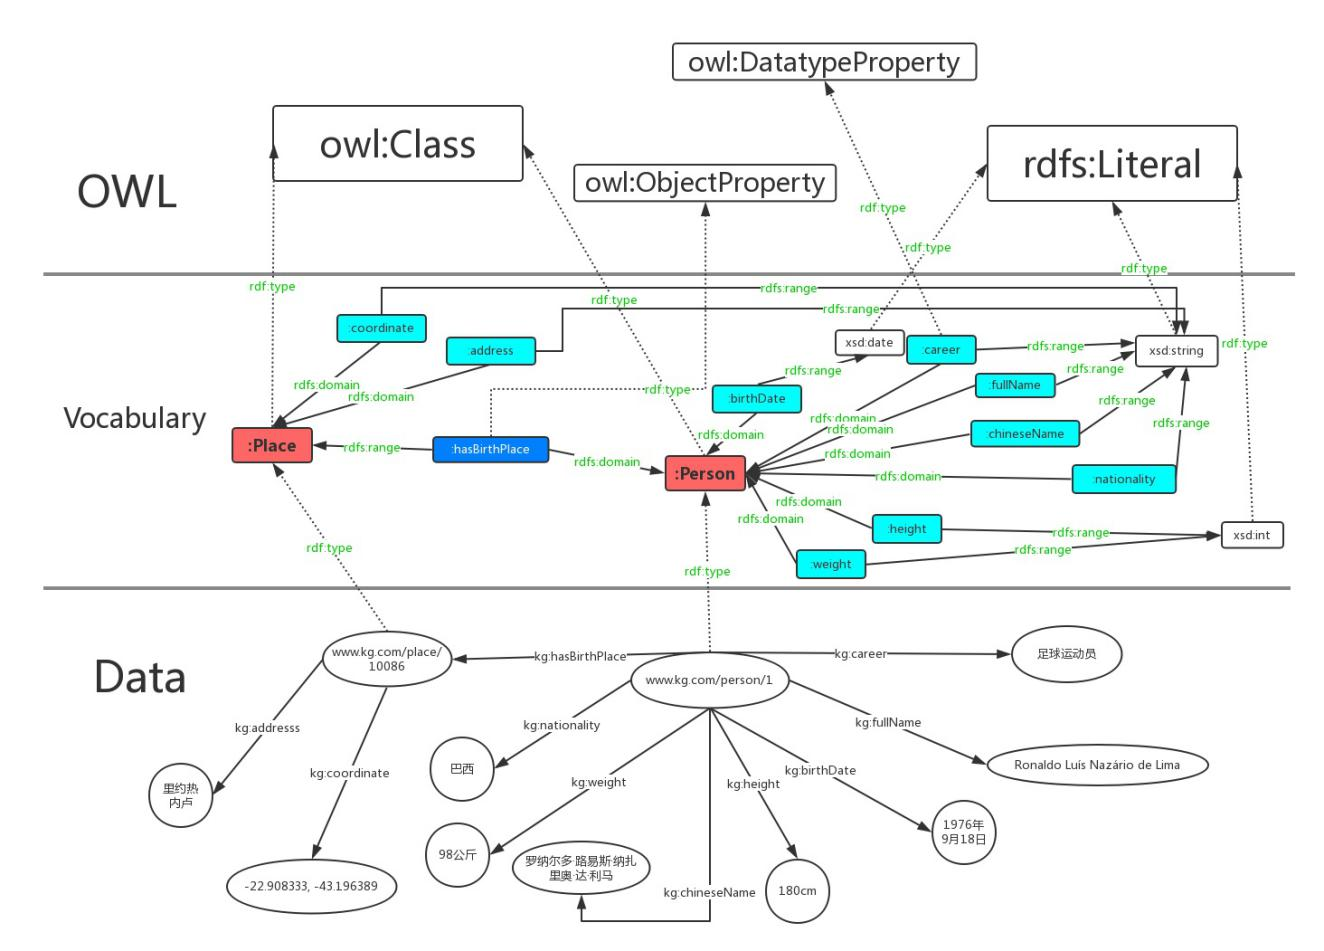 owl:DatatypeProperty
owl:Class
rdfs:Literal
owl:ObjectProperty
OWL
rdf:type
rdf:type
rdf:type
rdf:type
rdf:type
rdfs:range
rdf:type
rdfs:range
:coordinate
xsd:date
:career
rdfs:range
rdf:type
:address
xsd:string
rdfs:range
rdfs:range
rdfs:domain
:fullName
rdf:type
rdfs:domain
:birthDate
rdfs:range
Vocabulary
rdfs:domain
rdfs:range
rdfs:domain
rdfs:domain
:chineseName
:Place
rdfs:range
:hasBirthPlace
rdfs:domain
rdfs:domain
:Person
rdfs:domain
:nationality
rdfs:domain
rdfs:domain
:height
rdfs:range
xsd:int
rdf:type
rdfs:range
:weight
rdf:type
Data
www.kg.com/place/
10086
kg:hasBirthPlace
kg:career
足球运动员
www.kg.com/person/1
kg:addresss
kg:nationality
kg:fullName
kg:coordinate
巴西
kg:weight
kg:height
kg:birthDate
Ronaldo Luís Nazário de Lima
里约热
内卢
1976年
9月18日
98公斤
罗纳尔多·路易斯·纳扎
里奥·达·利马
-22.908333, -43.196389
kg:chineseName
180cm